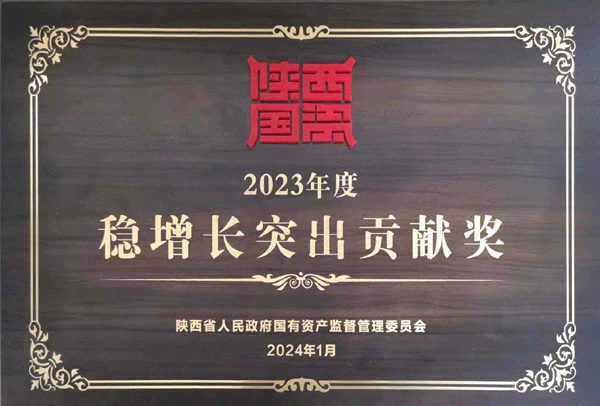 陕西
国资
2023年度
稳增长突出贡献奖
陕西省人民政府国有资产监督管理委员会
2024年1月